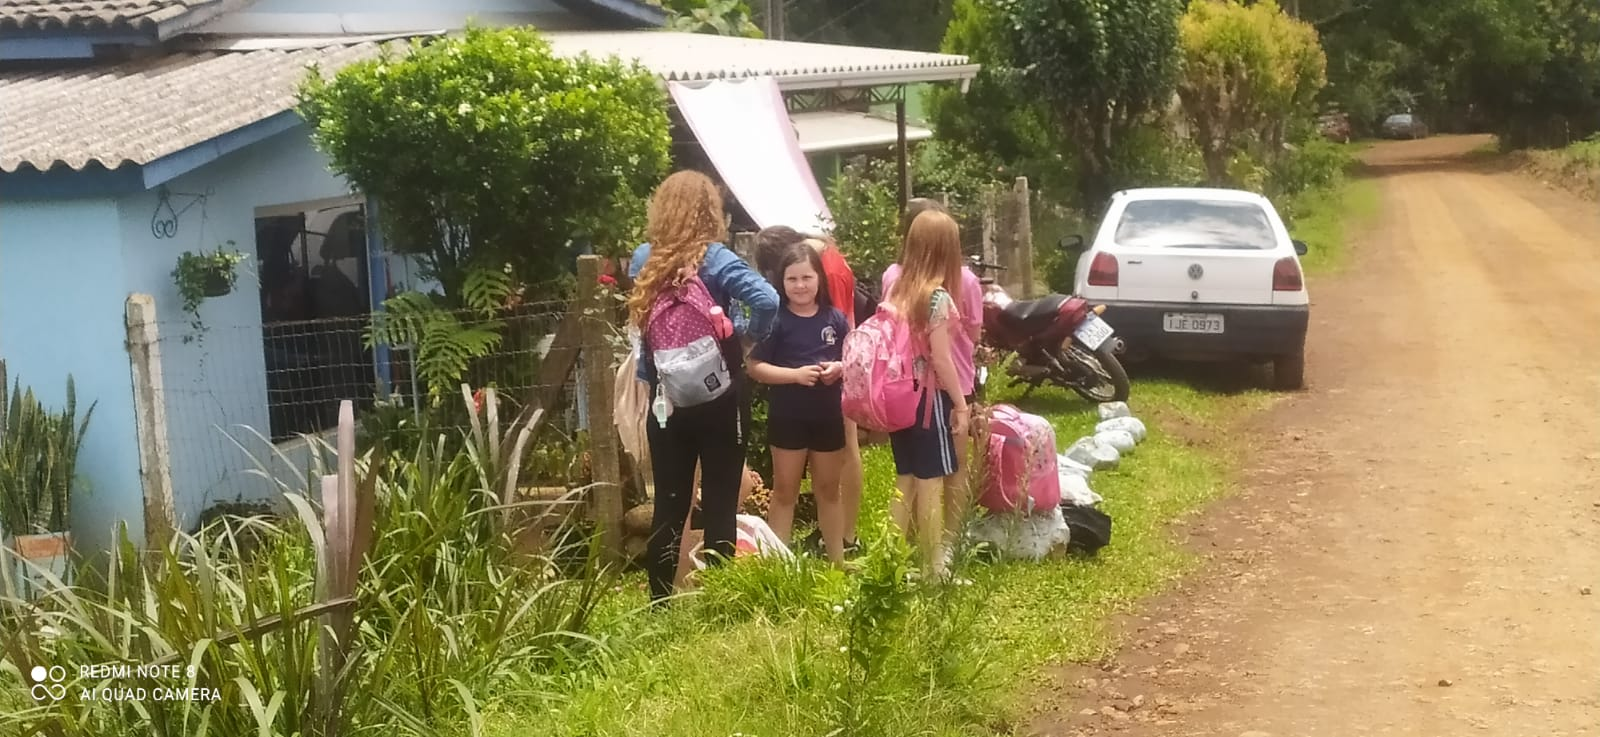 IJE 0973
REDMI NOTE 8
AI QUAD CAMERA